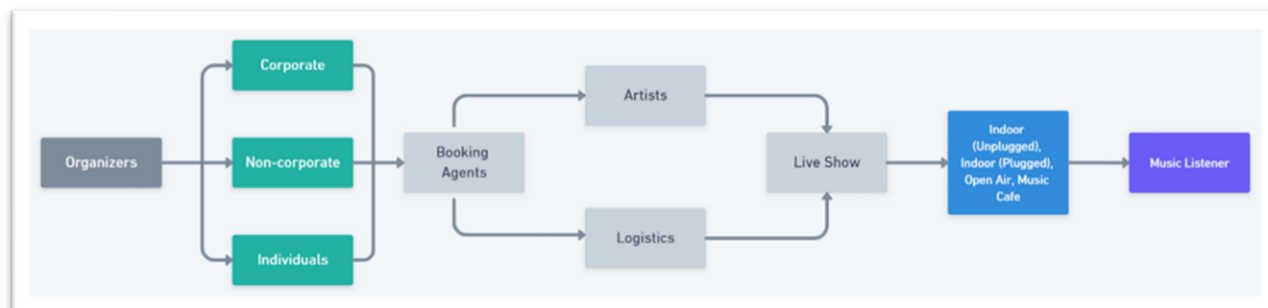 Corporate
Organizers
Non-corporate
Individuals
Booking
Agents
Artists
Logistics
Live Show
Indoor
(Unplugged),
Indoor (Plugged),
Open Air, Music
Cafe
Music Listener